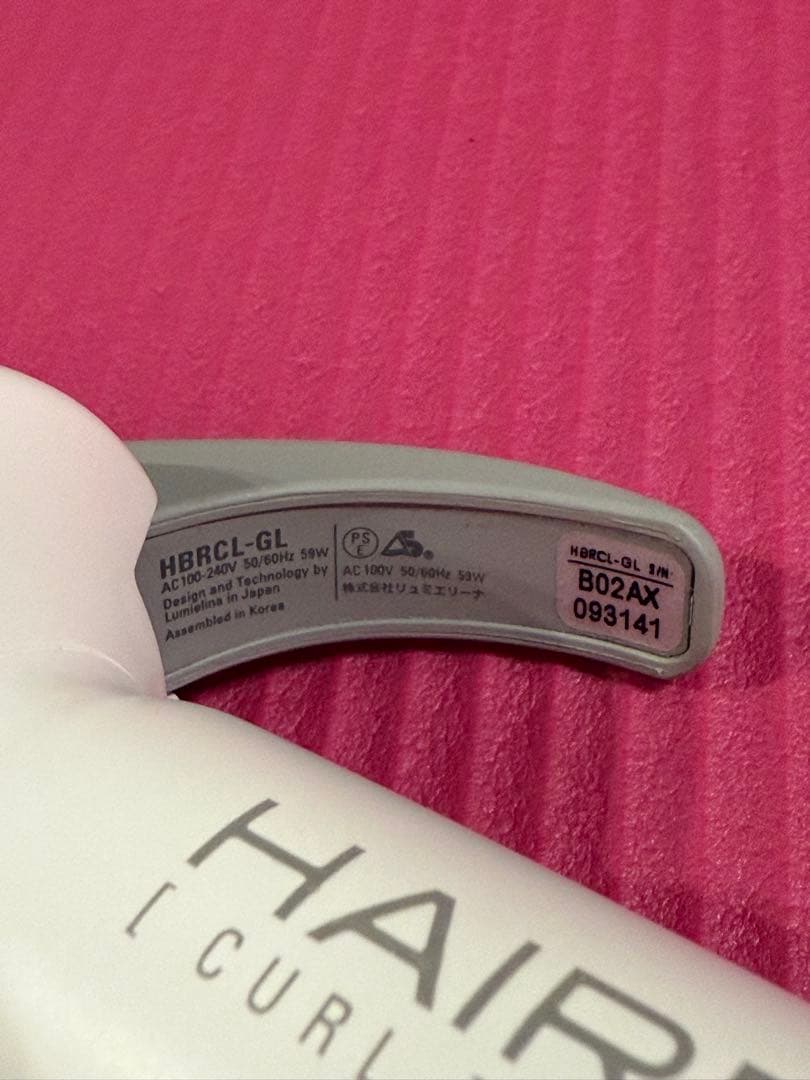 HBRCL-GL
AC100-240V 50/60Hz 59W
Design and Technology by
Lumielina in Japan
Assembled in Korea
PS
E
AC100V 50/60Hz 59W
株式会社リュミエリーナ
HBRCL-GL S/N
B02AX
093141
HAIR
[ CURL